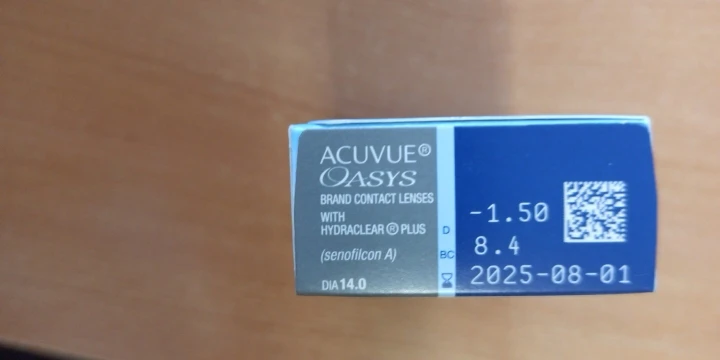 ACUVUE®
OASYS
BRAND CONTACT LENSES
WITH
HYDRACLEAR® PLUS
(senofilcon A)
DIA 14.0
D -1.50
BC 8.4
2025-08-01